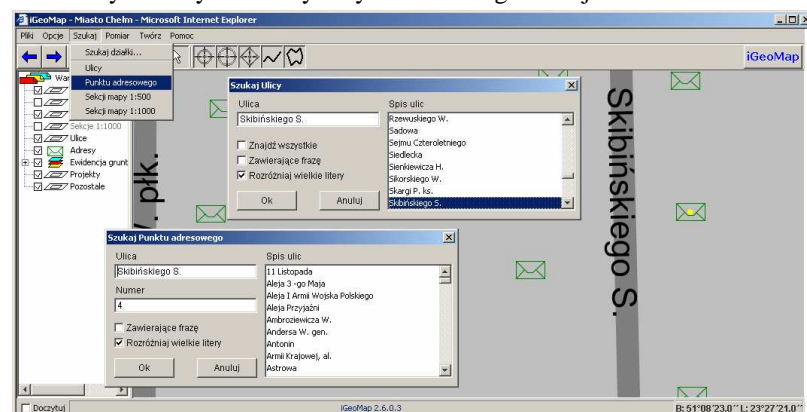 iGeoMap - Miasto Chełm - Microsoft Internet Explorer
Pliki Opcje Szukaj Pomiar Twórz Pomoc
Szukaj działki...
Ulicy
Punktu adresowego
Sekcji mapy 1:500
Sekcji mapy 1:1000
iGeoMap
War
Sekcje 1:1000
Ulice
Adresy
Ewidencja grunt
Projekty
Pozostałe
płk.
Szukaj Ulicy
Ulica
Spis ulic
Skibińskiego S.
Znajdź wszystkie
Zawierające frazę
Rozróżniaj wielkie litery
Ok Anuluj
Rzewuskiego W.
Sadowa
Sejmu Czteroletniego
Siedlecka
Sienkiewicza H.
Sikorskiego W.
Skargi P. ks.
Skibińskiego S.
Skibińskiego S.
Szukaj Punktu adresowego
Ulica
Spis ulic
Skibińskiego S.
Numer
4
Zawierające frazę
Rozróżniaj wielkie litery
Ok Anuluj
11 Listopada
Aleja 3 -go Maja
Aleja I Armii Wojska Polskiego
Aleja Przyjaźni
Ambroziewicza W.
Andersa W. gen.
Antonin
Armii Krajowej, al.
Astrowa
Doczytuj
iGeoMap 2.6.0.3
B: 51°08'23.0'' L: 23°27'21.0''